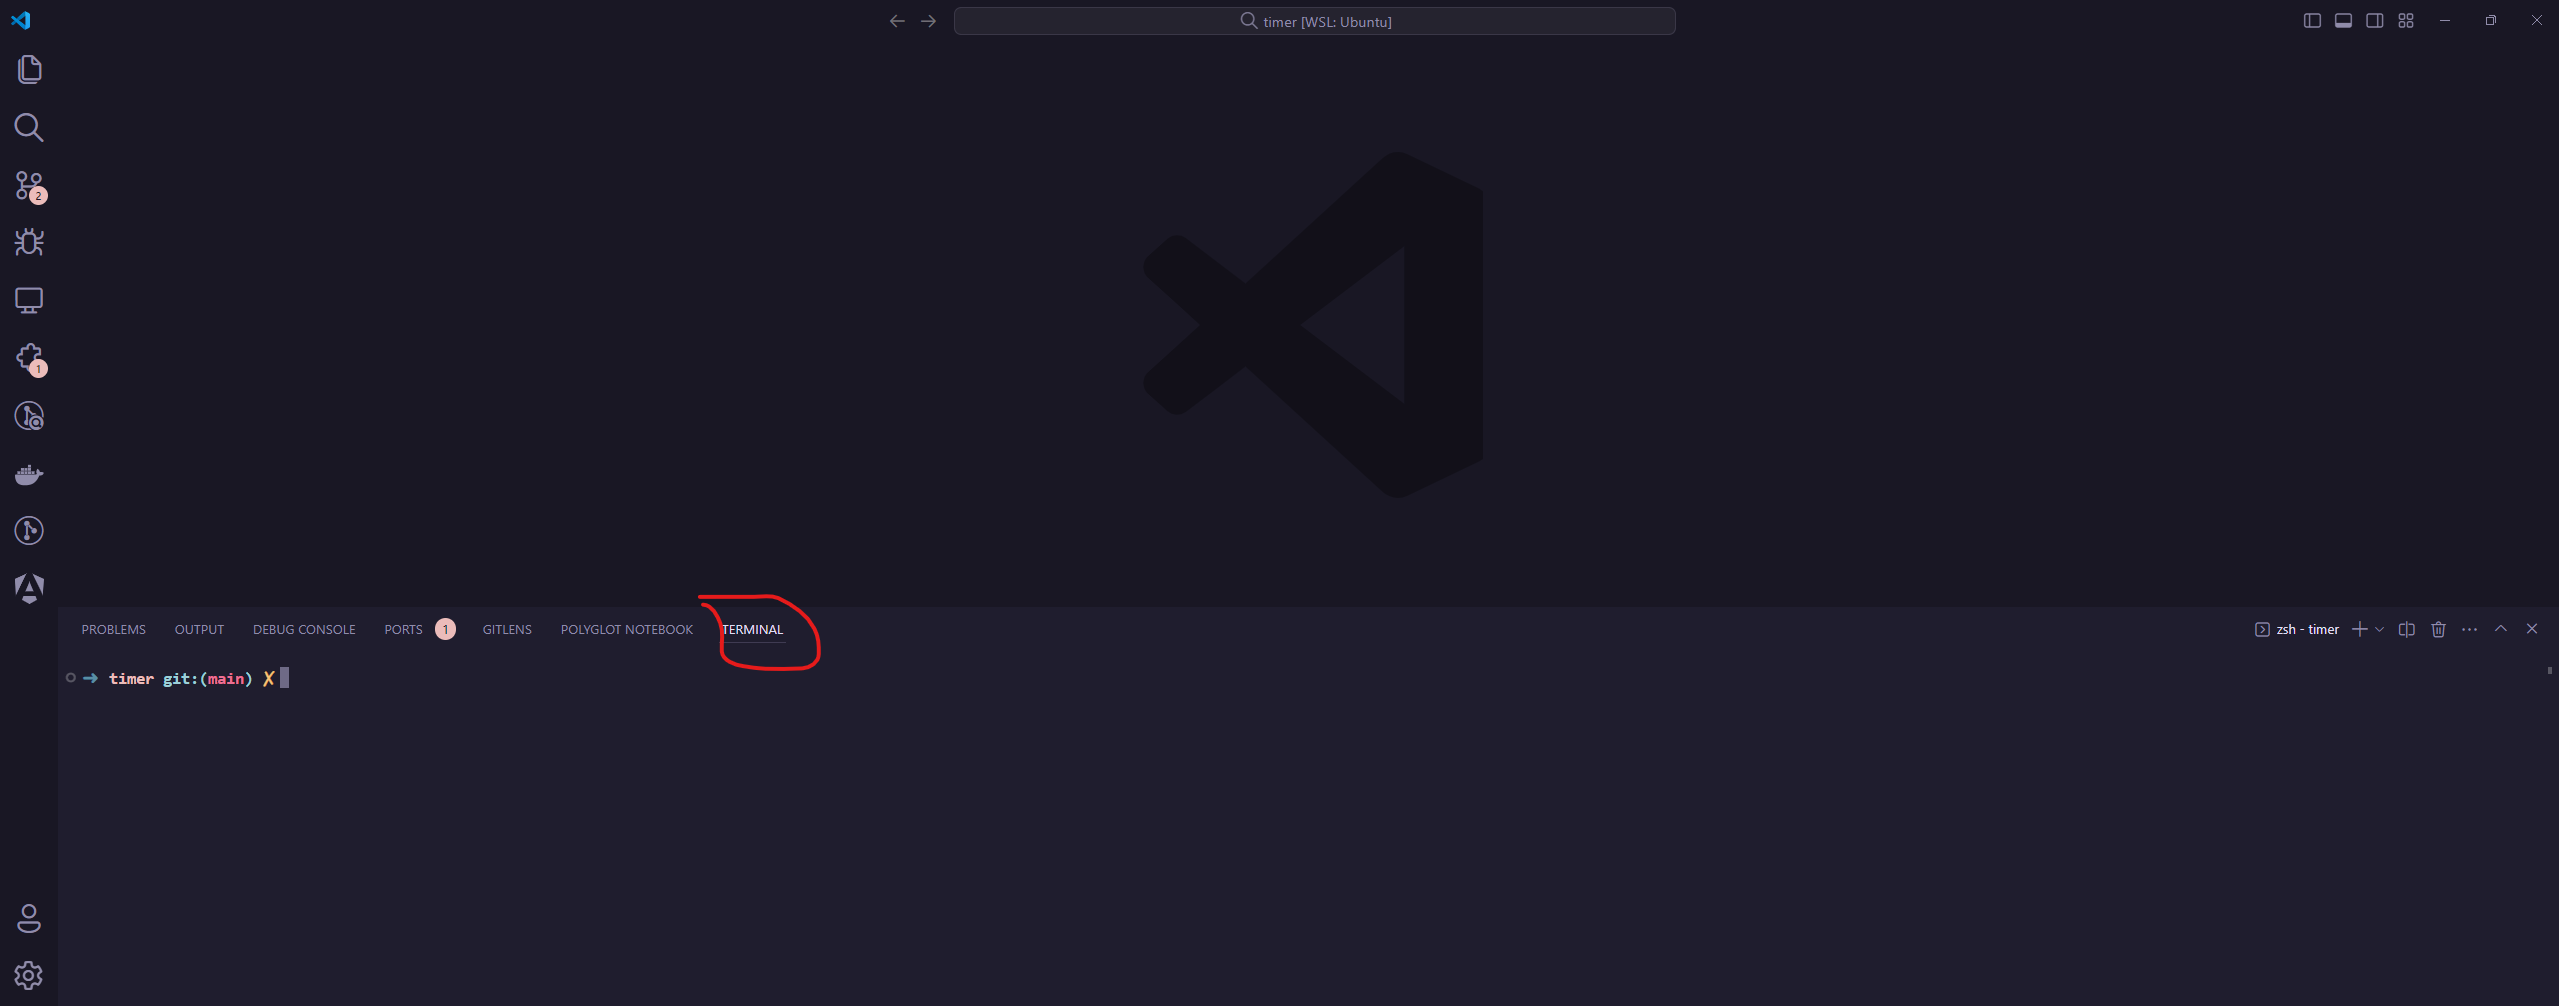 timer [WSL: Ubuntu]
2
1
PROBLEMS OUTPUT DEBUG CONSOLE PORTS 1 GITLENS POLYGLOT NOTEBOOK TERMINAL zsh - timer
➜ timer git:(main) ✗